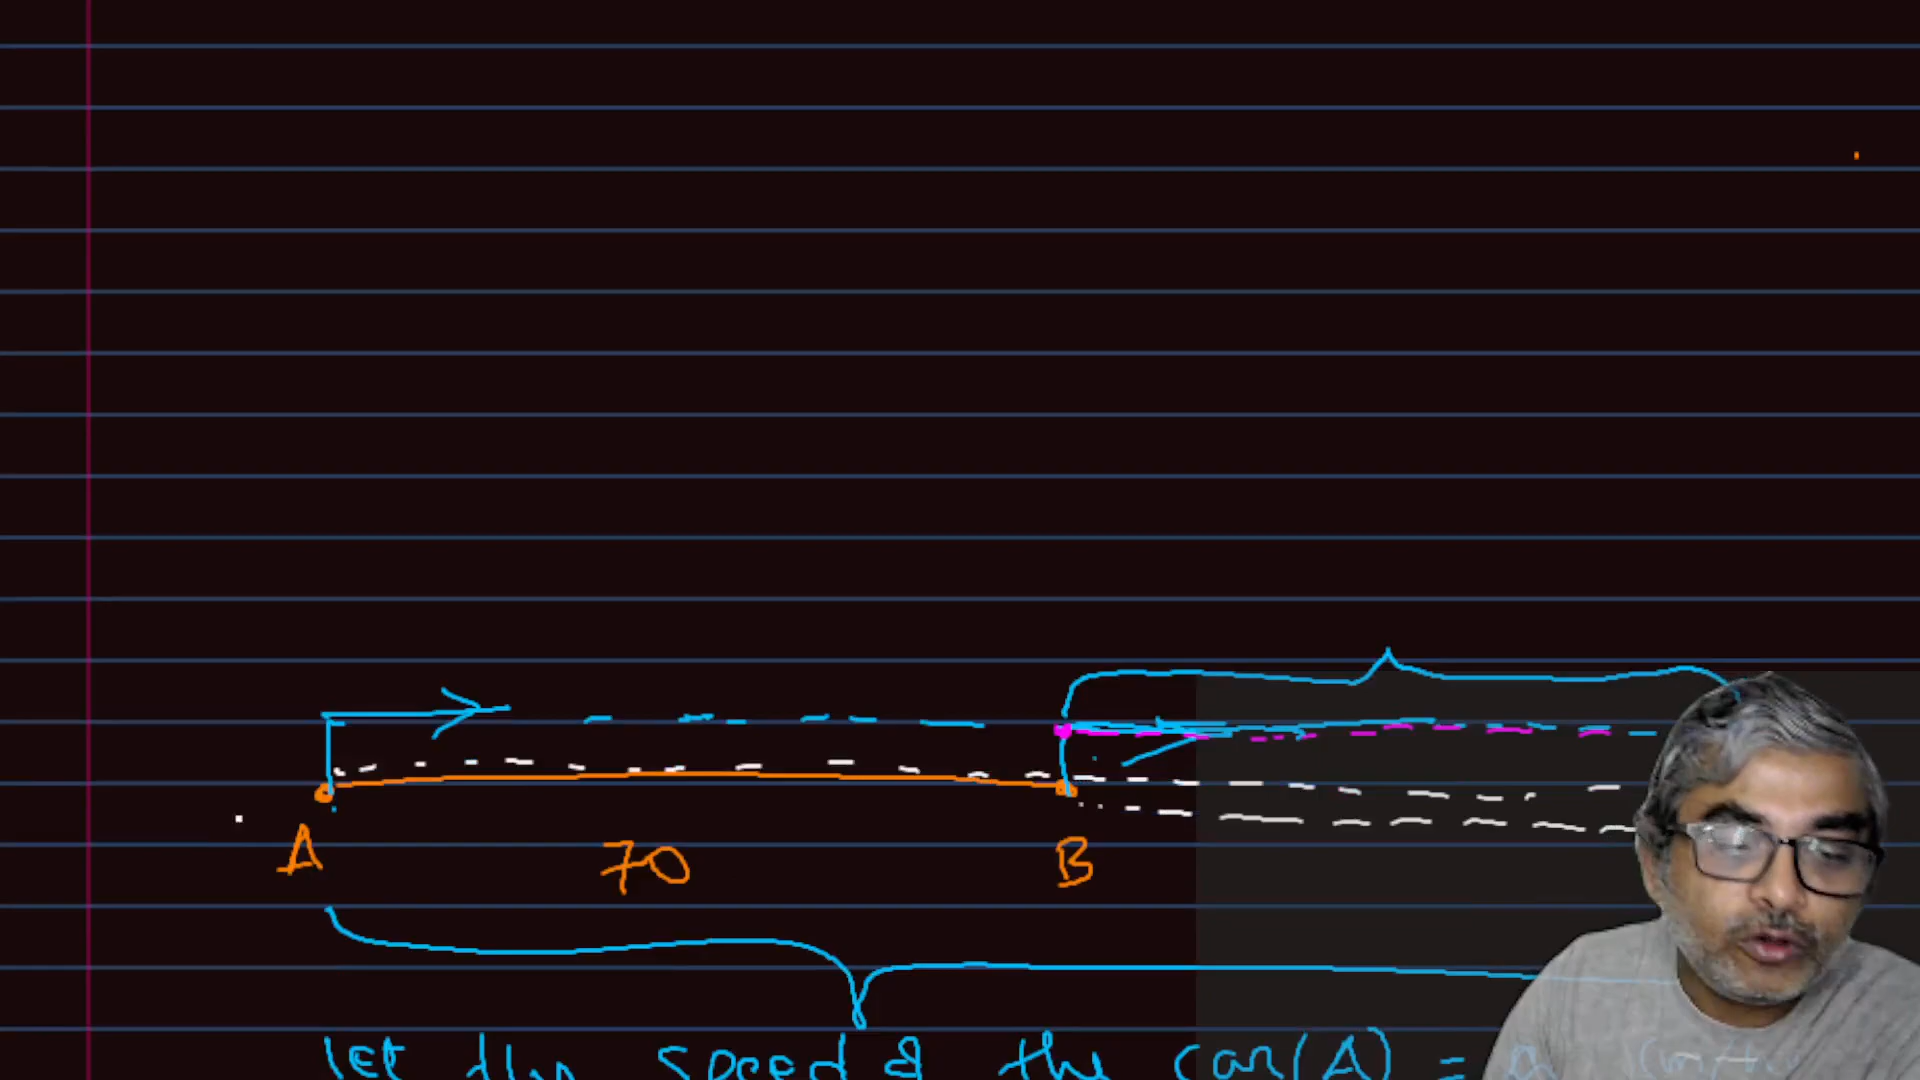 A 70 B
let the speed of the car (A) =